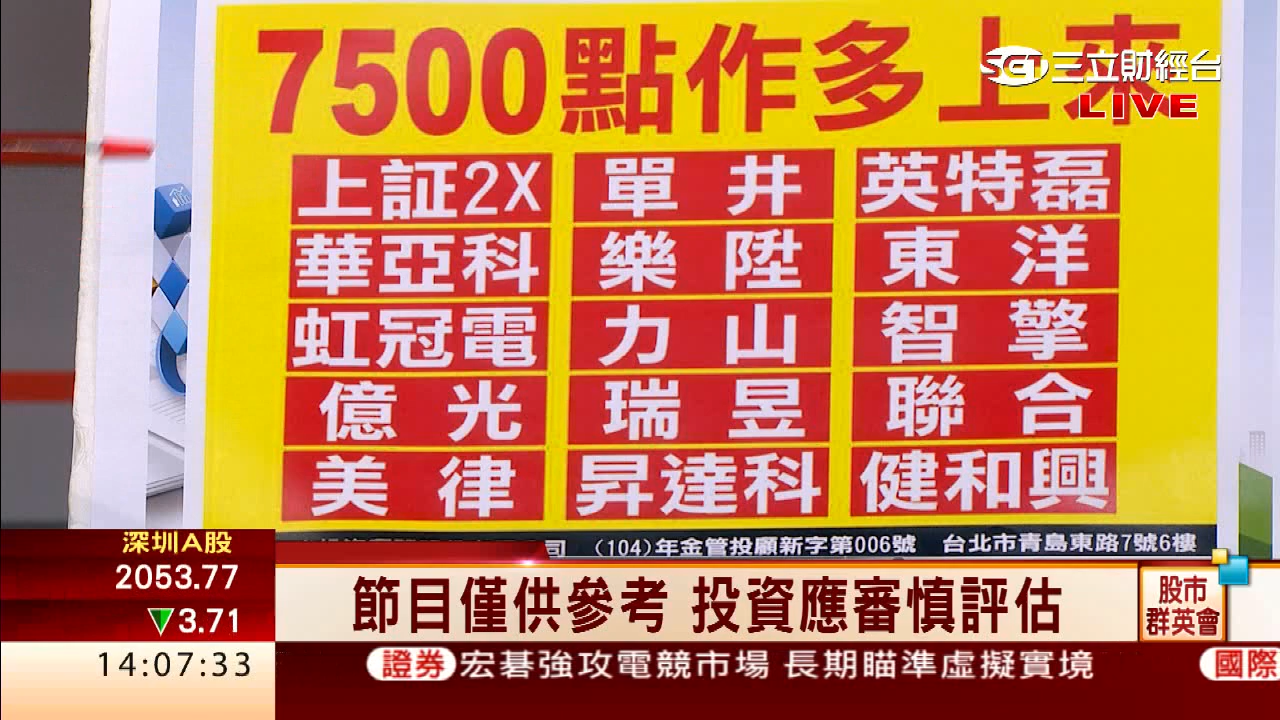 7500點作多上來
三立財經台
LIVE
上証2X 單井 英特磊
華亞科 樂陞 東洋
虹冠電 力山 智擎
億光 瑞昱 聯合
美律 昇達科 健和興
(104)年金管投顧新字第006號 台北市青島東路7號6樓
深圳A股
2053.77
▼3.71
節目僅供參考 投資應審慎評估
股市
群英會
14:07:33
證券 宏碁強攻電競市場 長期瞄準虛擬實境
國際